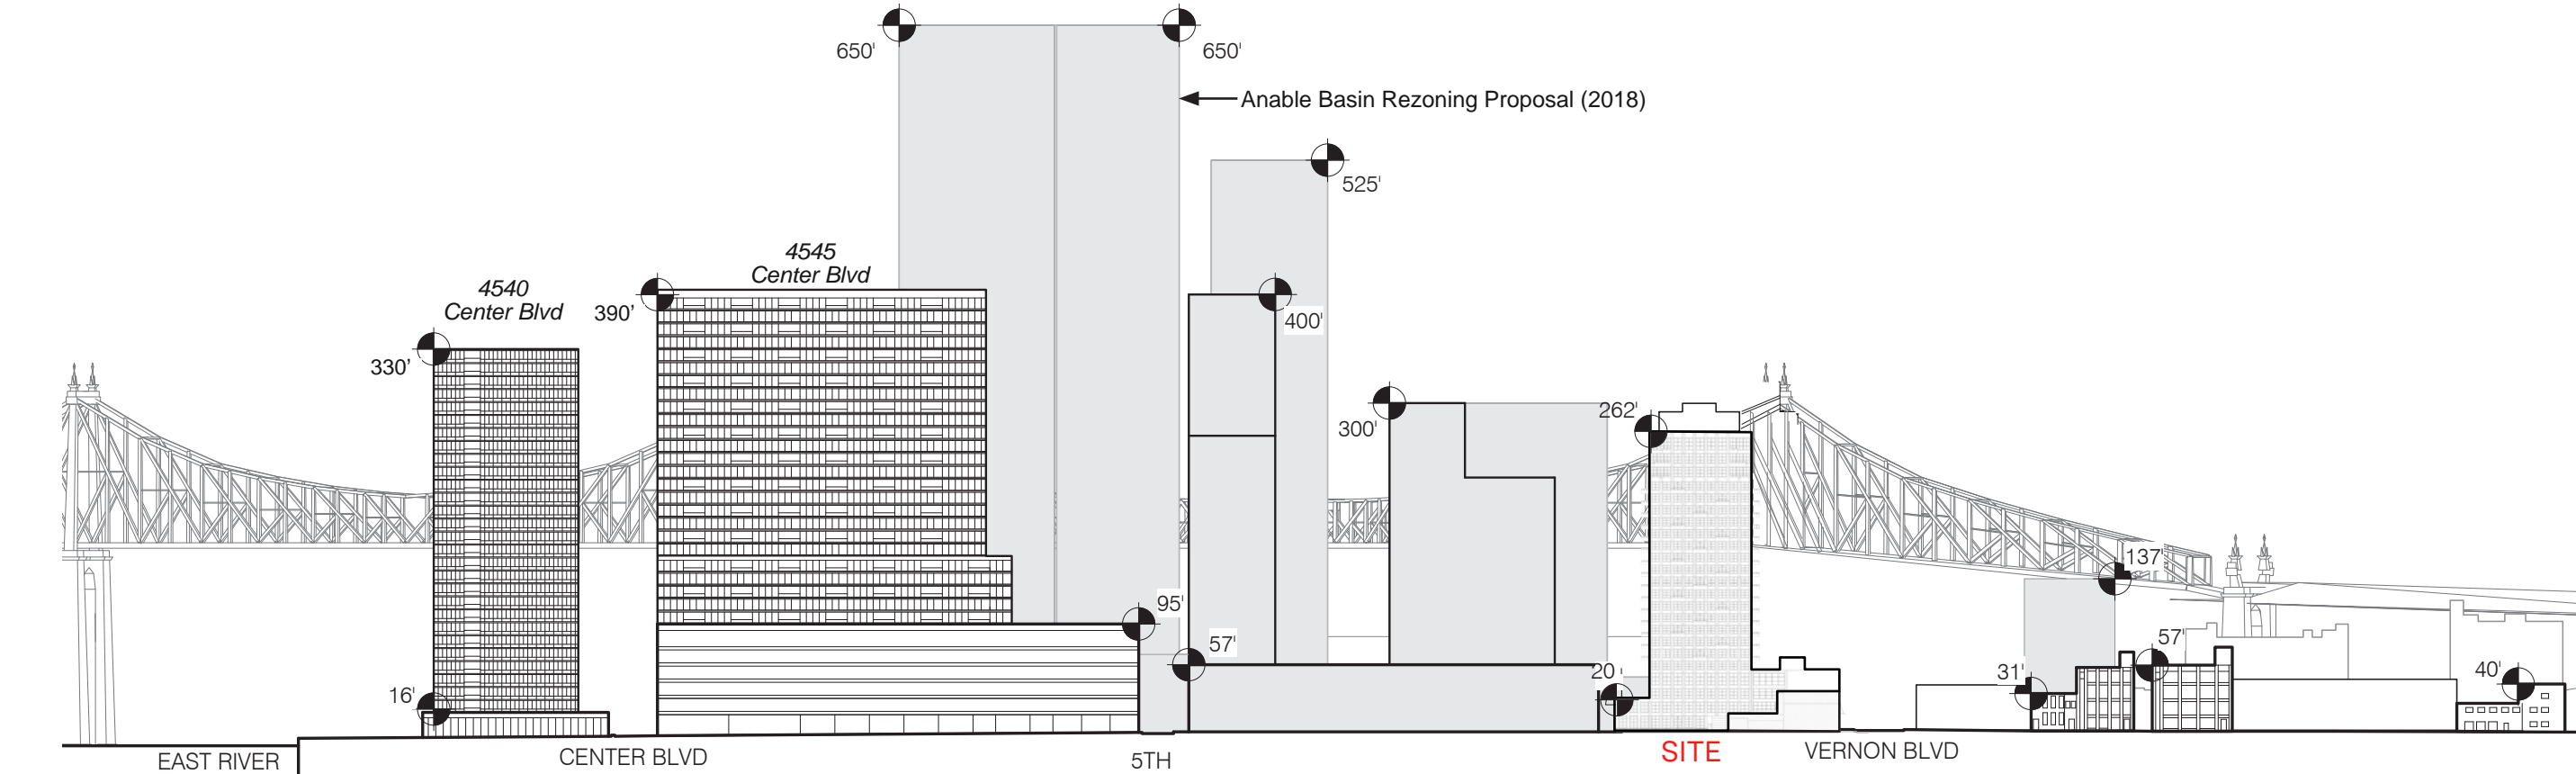 650'
650'
Anable Basin Rezoning Proposal (2018)
525'
4545
Center Blvd
4540
Center Blvd
390’
400'
330’
262'
300'
137'
95'
57'
57'
20'
31'
40'
16'
EAST RIVER
CENTER BLVD
5TH
SITE
VERNON BLVD